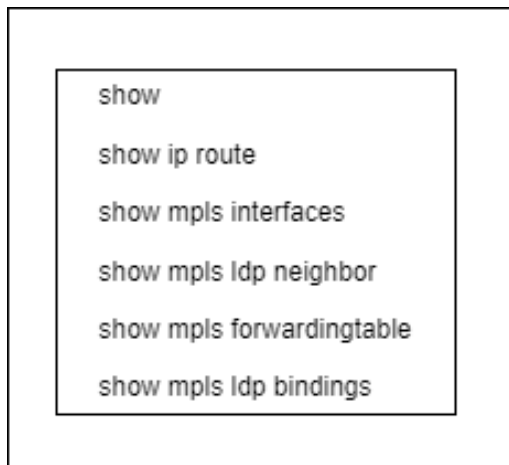 show
show ip route
show mpls interfaces
show mpls ldp neighbor
show mpls forwardingtable
show mpls ldp bindings